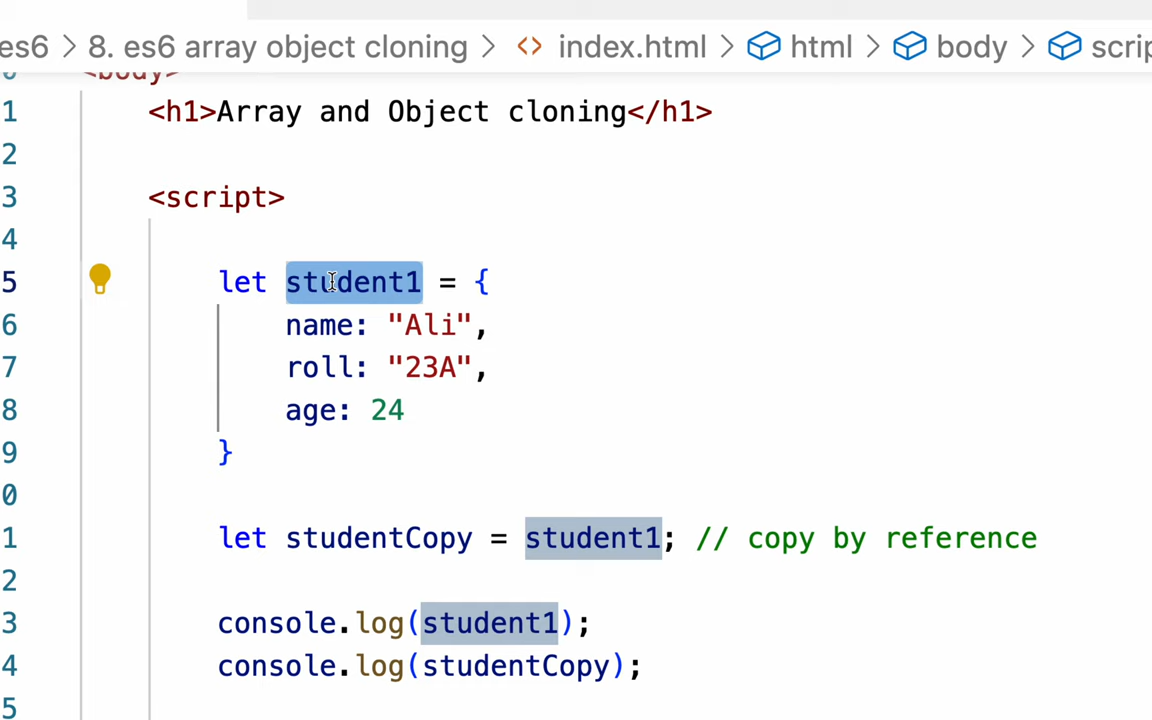 es6 > 8. es6 array object cloning > <> index.html > html > body > scrip
<body>
1 <h1>Array and Object cloning</h1>
2
3 <script>
4
5 let student1 = {
6 name: "Ali",
7 roll: "23A",
8 age: 24
9 }
0
1 let studentCopy = student1; // copy by reference
2
3 console.log(student1);
4 console.log(studentCopy);
5